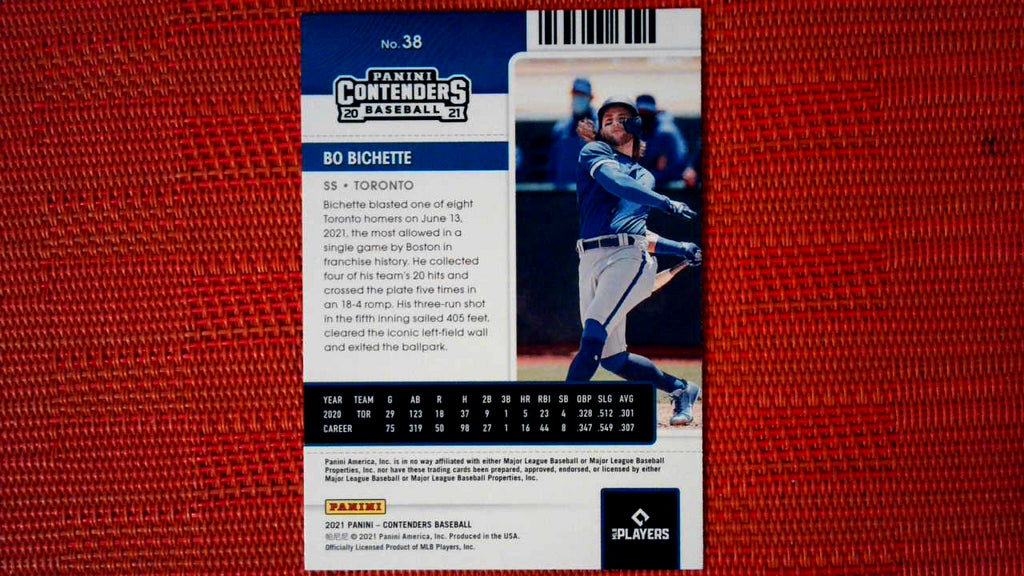 No. 38
PANINI
CONTENDERS
BASEBALL
20 21
BO BICHETTE
SS • TORONTO
Bichette blasted one of eight
Toronto homers on June 13,
2021, the most allowed in a
single game by Boston in
franchise history. He collected
four of his team's 20 hits and
crossed the plate five times in
an 18-4 romp. His three-run shot
in the fifth inning sailed 405 feet,
cleared the iconic left-field wall
and exited the ballpark.
YEAR TEAM G AB R H 2B 3B HR RBI SB OBP SLG AVG
2020 TOR 29 123 18 37 9 1 5 23 4 .328 .512 .301
CAREER 75 319 50 98 27 1 16 44 8 .347 .549 .307
Panini America, Inc. is in no way affiliated with either Major League Baseball or Major League Baseball
Properties, Inc. nor have these trading cards been prepared, approved, endorsed, or licensed by either
Major League Baseball or Major League Baseball Properties, Inc.
PANINI
2021 PANINI – CONTENDERS BASEBALL
帕尼尼 © 2021 Panini America, Inc. Produced in the USA.
Officially Licensed Product of MLB Players, Inc.
MLB PLAYERS